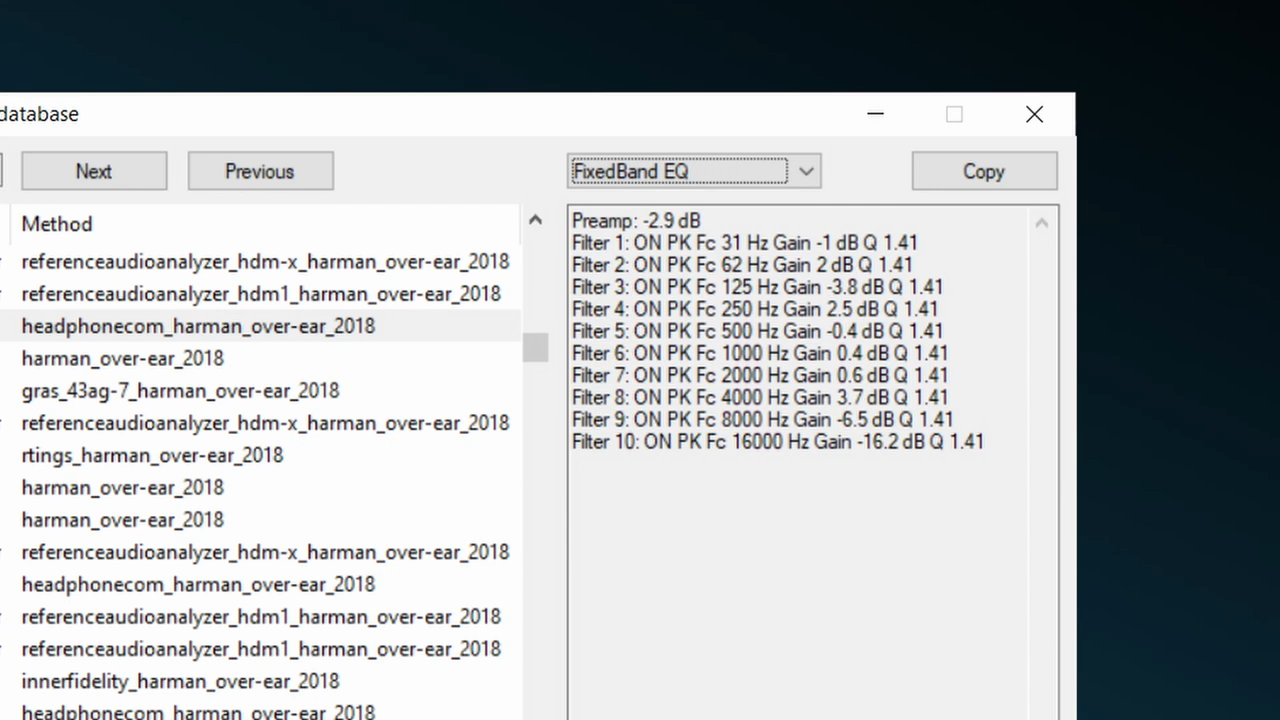 database
Next
Previous
FixedBand EQ
Copy
Method
referenceaudioanalyzer_hdm-x_harman_over-ear_2018
referenceaudioanalyzer_hdm1_harman_over-ear_2018
headphonecom_harman_over-ear_2018
harman_over-ear_2018
gras_43ag-7_harman_over-ear_2018
referenceaudioanalyzer_hdm-x_harman_over-ear_2018
rtings_harman_over-ear_2018
harman_over-ear_2018
harman_over-ear_2018
referenceaudioanalyzer_hdm-x_harman_over-ear_2018
headphonecom_harman_over-ear_2018
referenceaudioanalyzer_hdm1_harman_over-ear_2018
referenceaudioanalyzer_hdm1_harman_over-ear_2018
innerfidelity_harman_over-ear_2018
headphonecom_harman_over-ear_2018
Preamp: -2.9 dB
Filter 1: ON PK Fc 31 Hz Gain -1 dB Q 1.41
Filter 2: ON PK Fc 62 Hz Gain 2 dB Q 1.41
Filter 3: ON PK Fc 125 Hz Gain -3.8 dB Q 1.41
Filter 4: ON PK Fc 250 Hz Gain 2.5 dB Q 1.41
Filter 5: ON PK Fc 500 Hz Gain -0.4 dB Q 1.41
Filter 6: ON PK Fc 1000 Hz Gain 0.4 dB Q 1.41
Filter 7: ON PK Fc 2000 Hz Gain 0.6 dB Q 1.41
Filter 8: ON PK Fc 4000 Hz Gain 3.7 dB Q 1.41
Filter 9: ON PK Fc 8000 Hz Gain -6.5 dB Q 1.41
Filter 10: ON PK Fc 16000 Hz Gain -16.2 dB Q 1.41